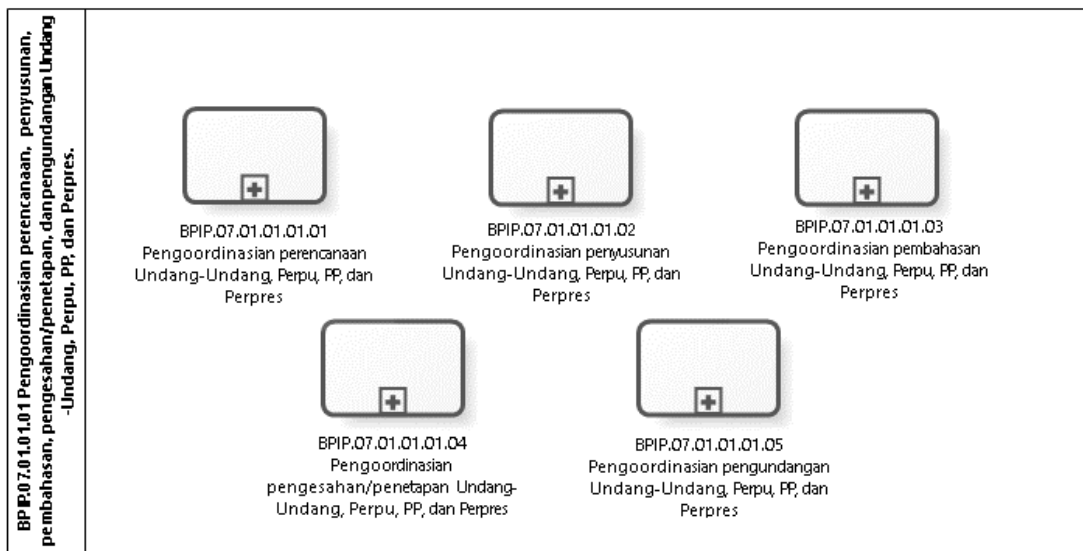 BPIP.07.01.01.01 Pengoordinasian perencanaan, penyusunan,
pembahasan, pengesahan/penetapan, dan pengundangan Undang
-Undang, Perpu, PP, dan Perpres.
BPIP.07.01.01.01.01
Pengoordinasian perencanaan
Undang-Undang, Perpu, PP, dan
Perpres
BPIP.07.01.01.01.02
Pengoordinasian penyusunan
Undang-Undang, Perpu, PP, dan
Perpres
BPIP.07.01.01.01.03
Pengoordinasian pembahasan
Undang-Undang, Perpu, PP, dan
Perpres
BPIP.07.01.01.01.04
Pengoordinasian
pengesahan/penetapan Undang-
Undang, Perpu, PP, dan Perpres
BPIP.07.01.01.01.05
Pengoordinasian pengundangan
Undang-Undang, Perpu, PP, dan
Perpres